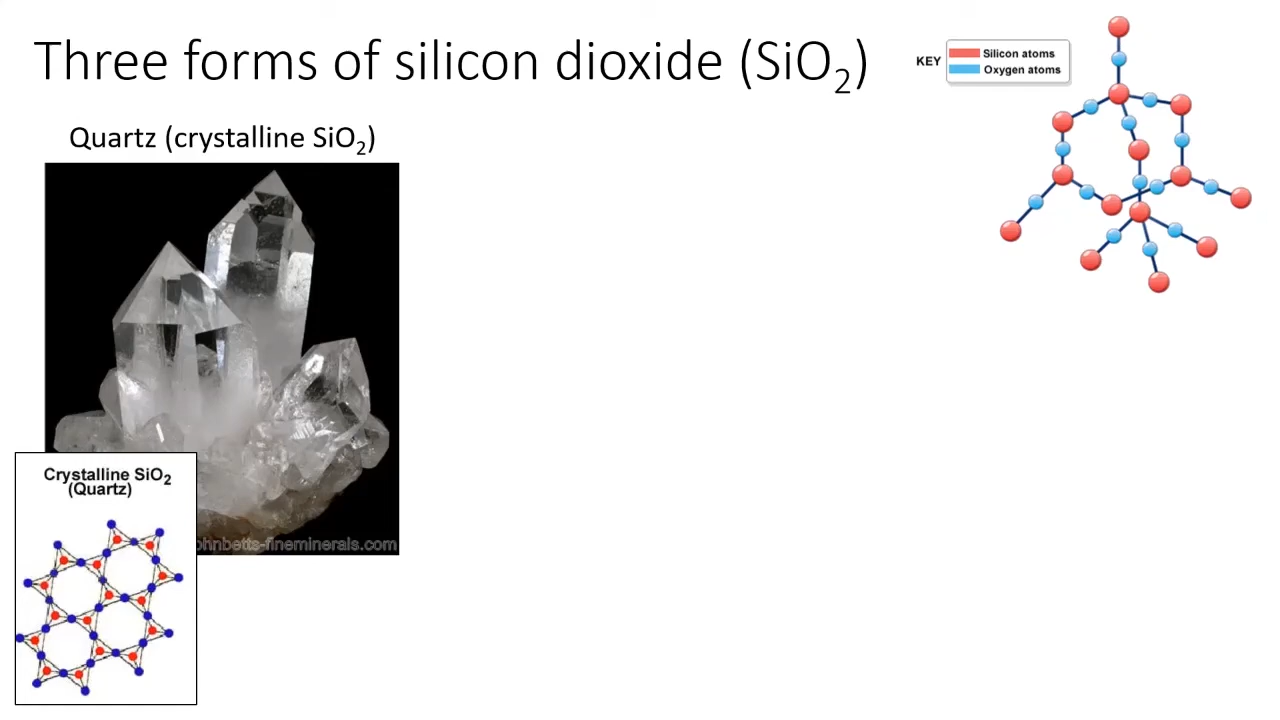 Three forms of silicon dioxide (SiO₂)
KEY
Silicon atoms
Oxygen atoms
Quartz (crystalline SiO₂)
ohnbetts-fineminerals.com
Crystalline SiO₂
(Quartz)